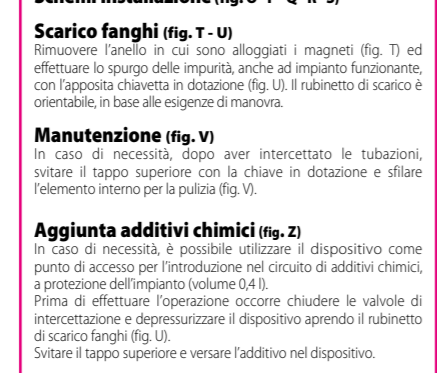 Scarico fanghi (fig. T - U)
Rimuovere l'anello in cui sono alloggiati i magneti (fig. T) ed
effettuare lo spurgo delle impurità, anche ad impianto funzionante,
con l'apposita chiavetta in dotazione (fig. U). Il rubinetto di scarico è
orientabile, in base alle esigenze di manovra.
Manutenzione (fig. V)
In caso di necessità, dopo aver intercettato le tubazioni,
svitare il tappo superiore con la chiave in dotazione e sfilare
l'elemento interno per la pulizia (fig. V).
Aggiunta additivi chimici (fig. Z)
In caso di necessità, è possibile utilizzare il dispositivo come
punto di accesso per l'introduzione nel circuito di additivi chimici,
a protezione dell'impianto (volume 0,4 l).
Prima di effettuare l'operazione occorre chiudere le valvole di
intercettazione e depressurizzare il dispositivo aprendo il rubinetto
di scarico fanghi (fig. U).
Svitare il tappo superiore e versare l'additivo nel dispositivo.